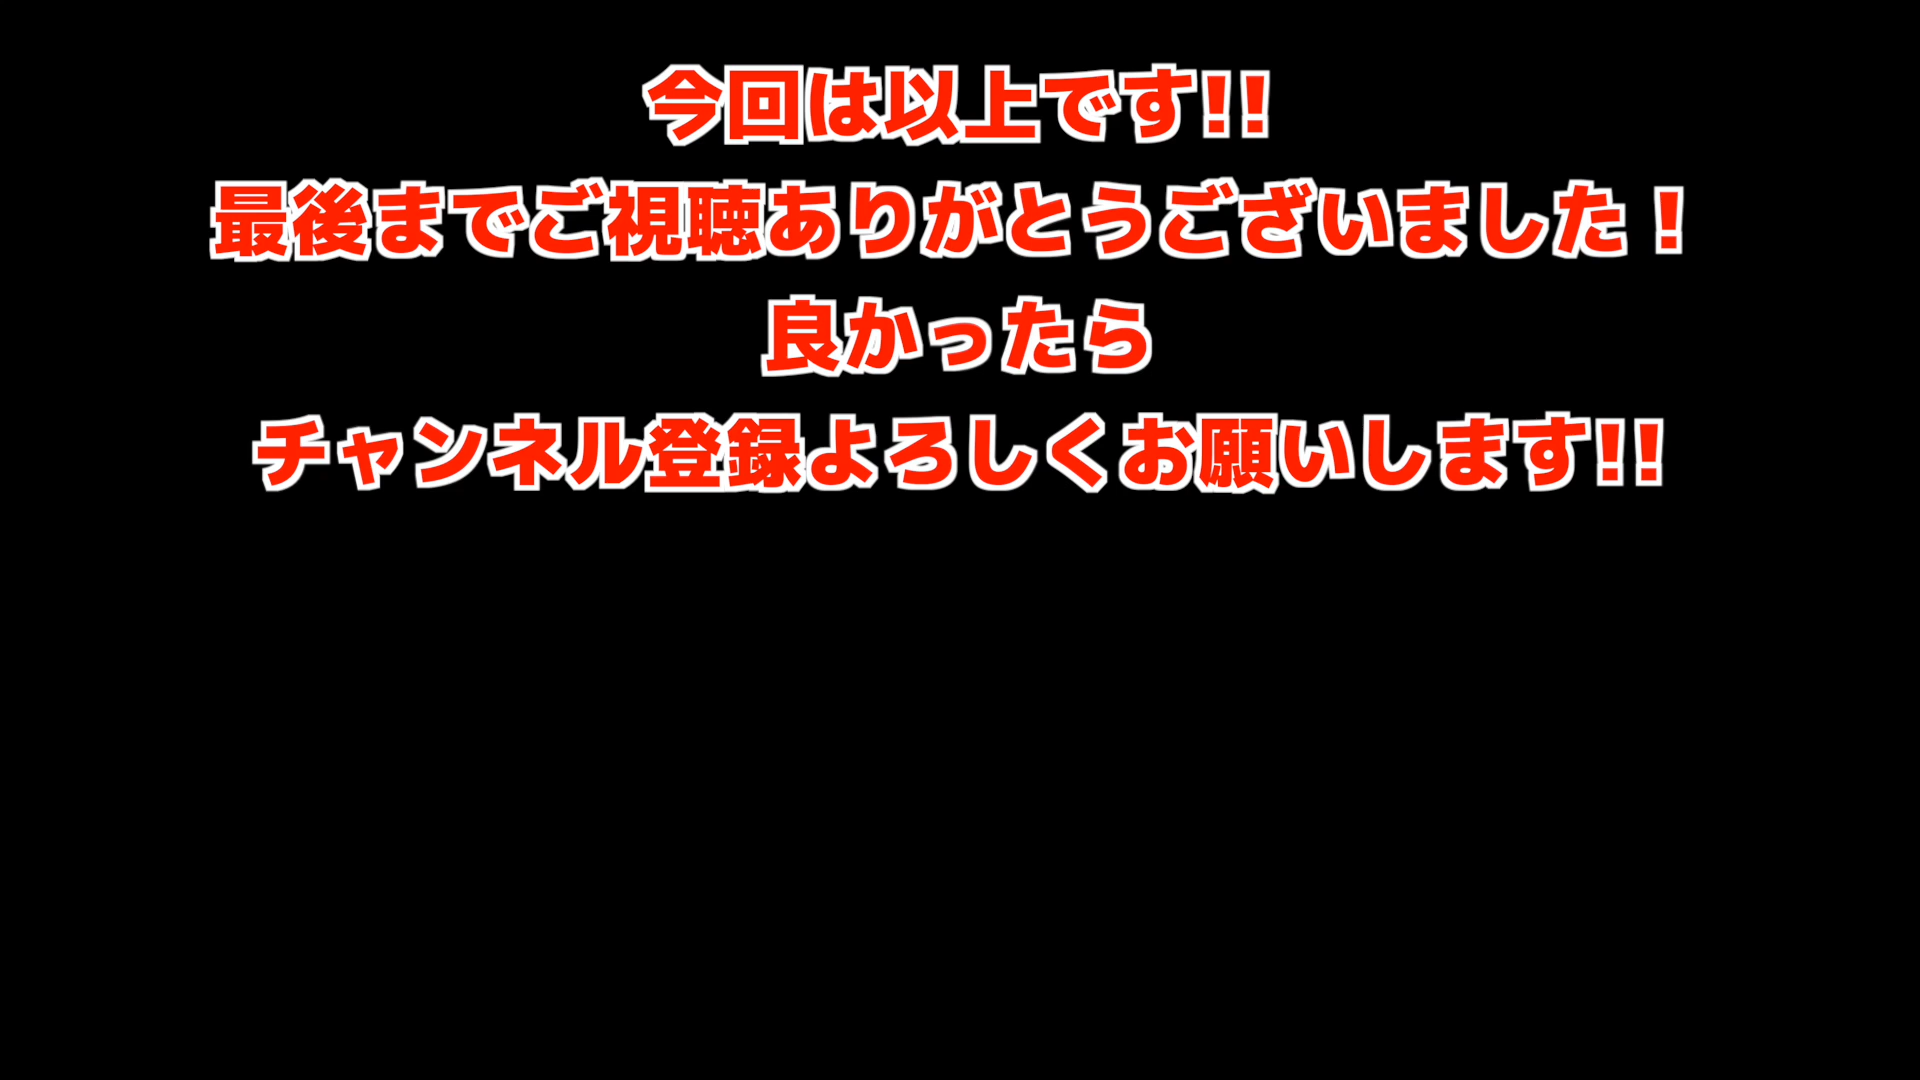 今回は以上です!!
最後までご視聴ありがとうございました！
良かったら
チャンネル登録よろしくお願いします!!